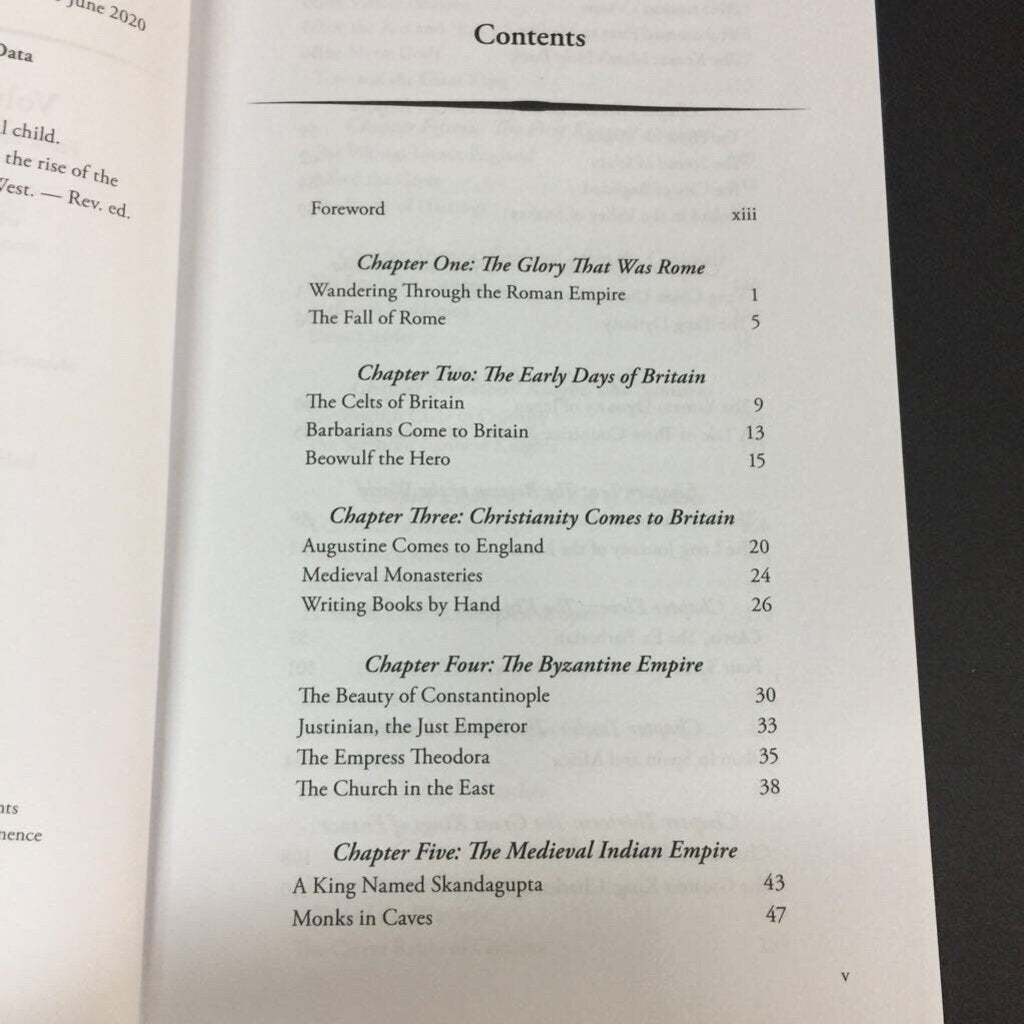 June 2020
Data
l child.
the rise of the
West. — Rev. ed.
nts
nence
Contents
Foreword xiii
Chapter One: The Glory That Was Rome
Wandering Through the Roman Empire 1
The Fall of Rome 5
Chapter Two: The Early Days of Britain
The Celts of Britain 9
Barbarians Come to Britain 13
Beowulf the Hero 15
Chapter Three: Christianity Comes to Britain
Augustine Comes to England 20
Medieval Monasteries 24
Writing Books by Hand 26
Chapter Four: The Byzantine Empire
The Beauty of Constantinople 30
Justinian, the Just Emperor 33
The Empress Theodora 35
The Church in the East 38
Chapter Five: The Medieval Indian Empire
A King Named Skandagupta 43
Monks in Caves 47
v